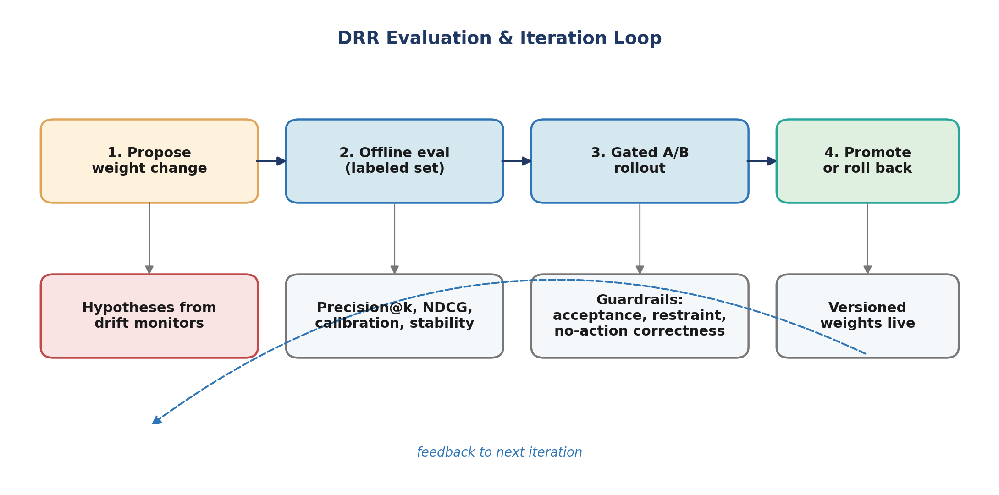 DRR Evaluation & Iteration Loop
1. Propose
weight change
2. Offline eval
(labeled set)
3. Gated A/B
rollout
4. Promote
or roll back
Hypotheses from
drift monitors
Precision@k, NDCG,
calibration, stability
Guardrails:
acceptance, restraint,
no-action correctness
Versioned
weights live
feedback to next iteration